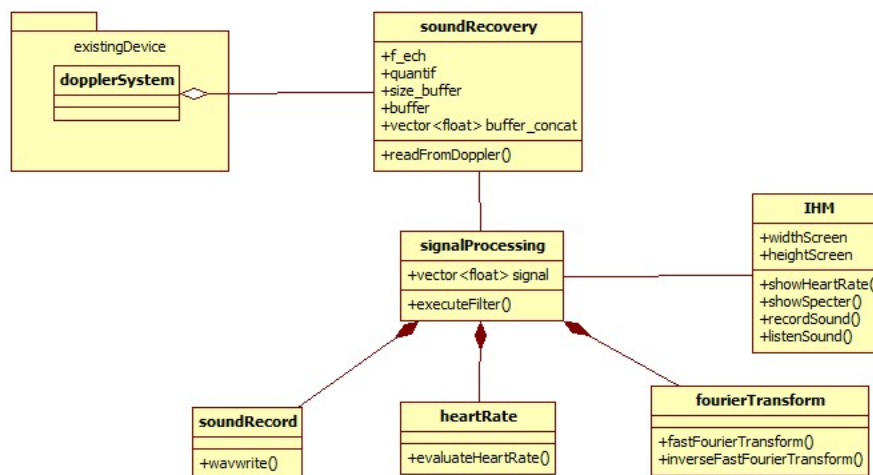 existingDevice
dopplerSystem
soundRecovery
+f_ech
+quantif
+size_buffer
+buffer
+vector<float> buffer_concat
+readFromDoppler()
signalProcessing
+vector<float> signal
+executeFilter()
IHM
+widthScreen
+heightScreen
+showHeartRate()
+showSpecter()
+recordSound()
+listenSound()
soundRecord
+wavwrite()
heartRate
+evaluateHeartRate()
fourierTransform
+fastFourierTransform()
+inverseFastFourierTransform()